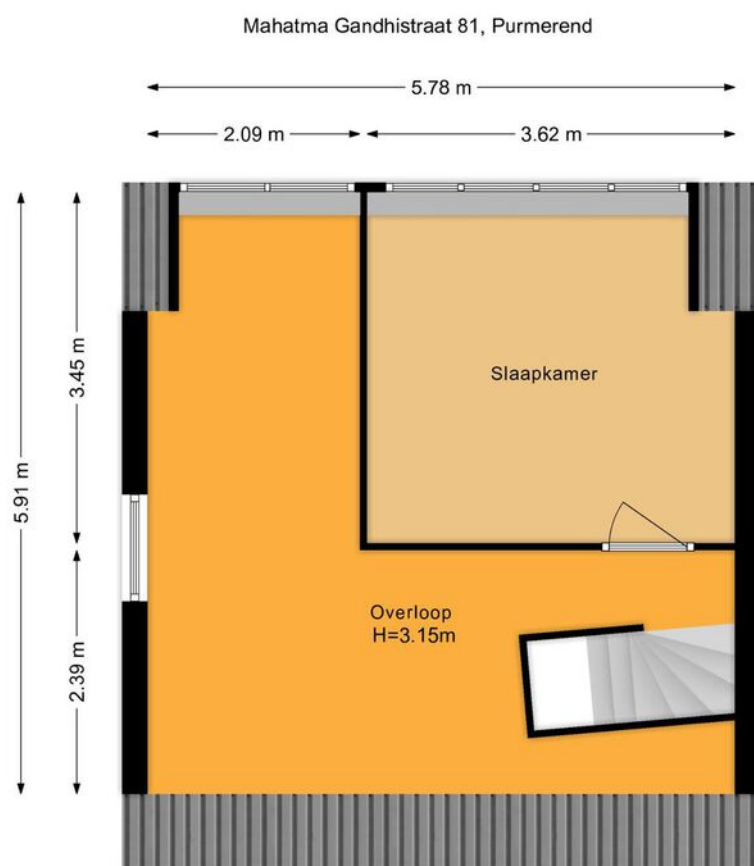 Mahatma Gandhistraat 81, Purmerend
5.78 m
2.09 m
3.62 m
3.45 m
5.91 m
Slaapkamer
Overloop
H=3.15m
2.39 m